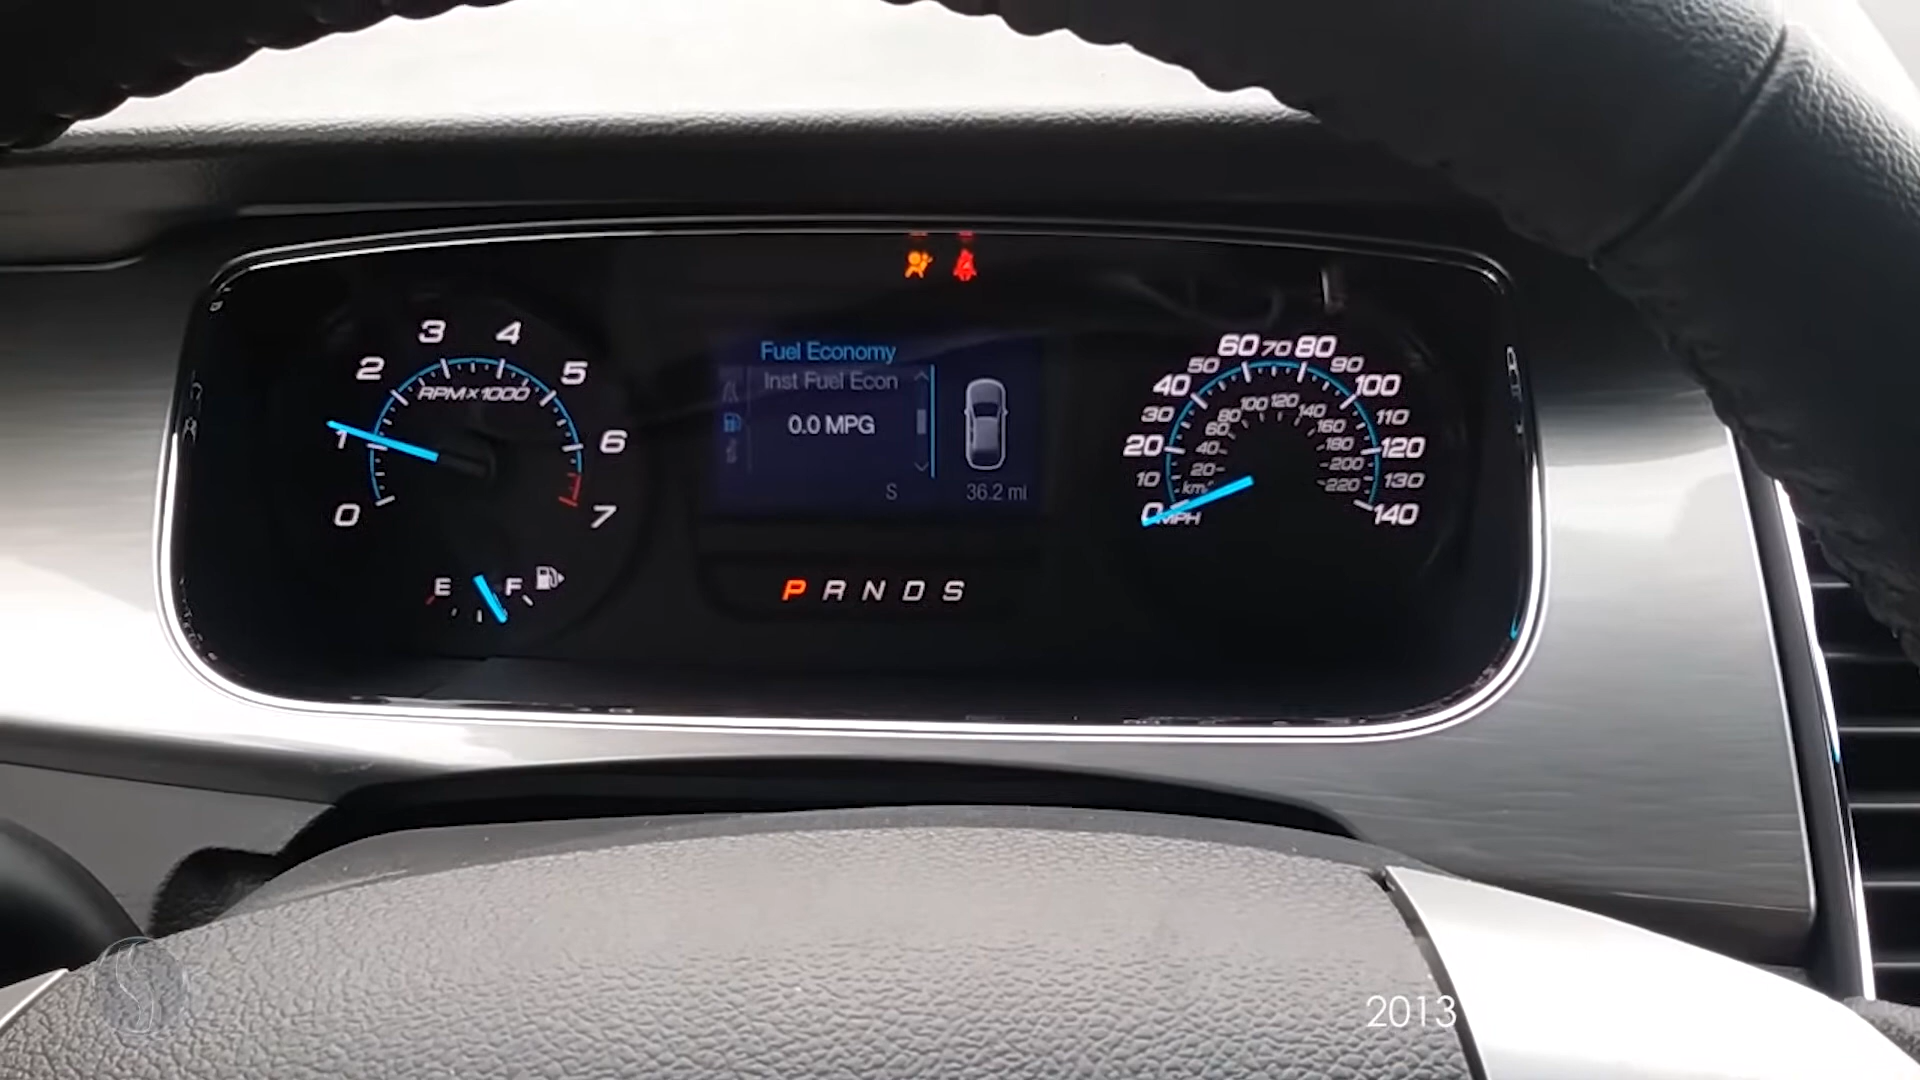 0 1 2 3 4 5 6 7
RPM×1000
E F
Fuel Economy
Inst Fuel Econ
0.0 MPG
S 36.2 mi
P R N D S
0 10 20 30 40 50 60 70 80 90 100 110 120 130 140
20 40 60 80 100 120 140 160 180 200 220
km/
MPH
2013